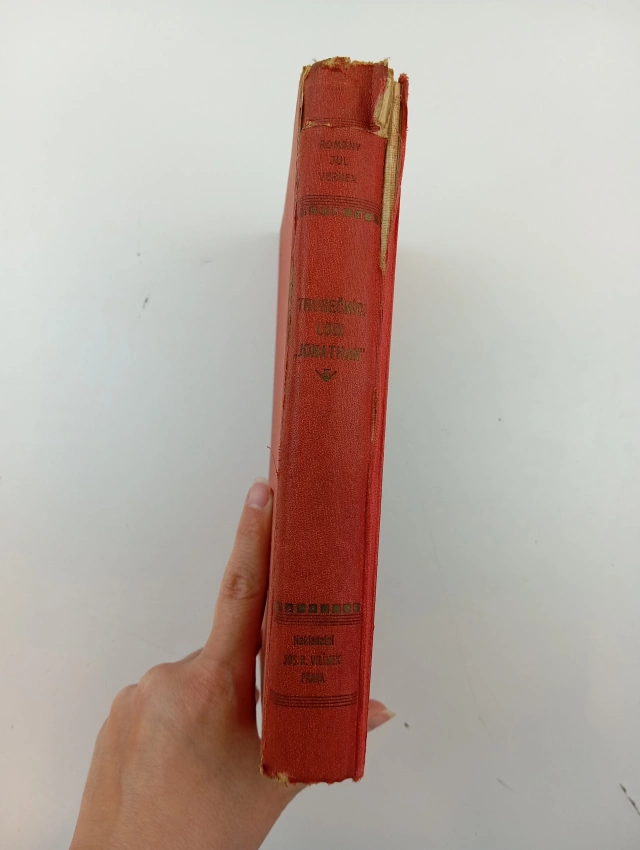 ROMÁNY
JUL.
VERNEA
TROSEČNÍCI
LODI
„JONATHAN"
Nakladatel
JOS. R. VILÍMEK
PRAHA